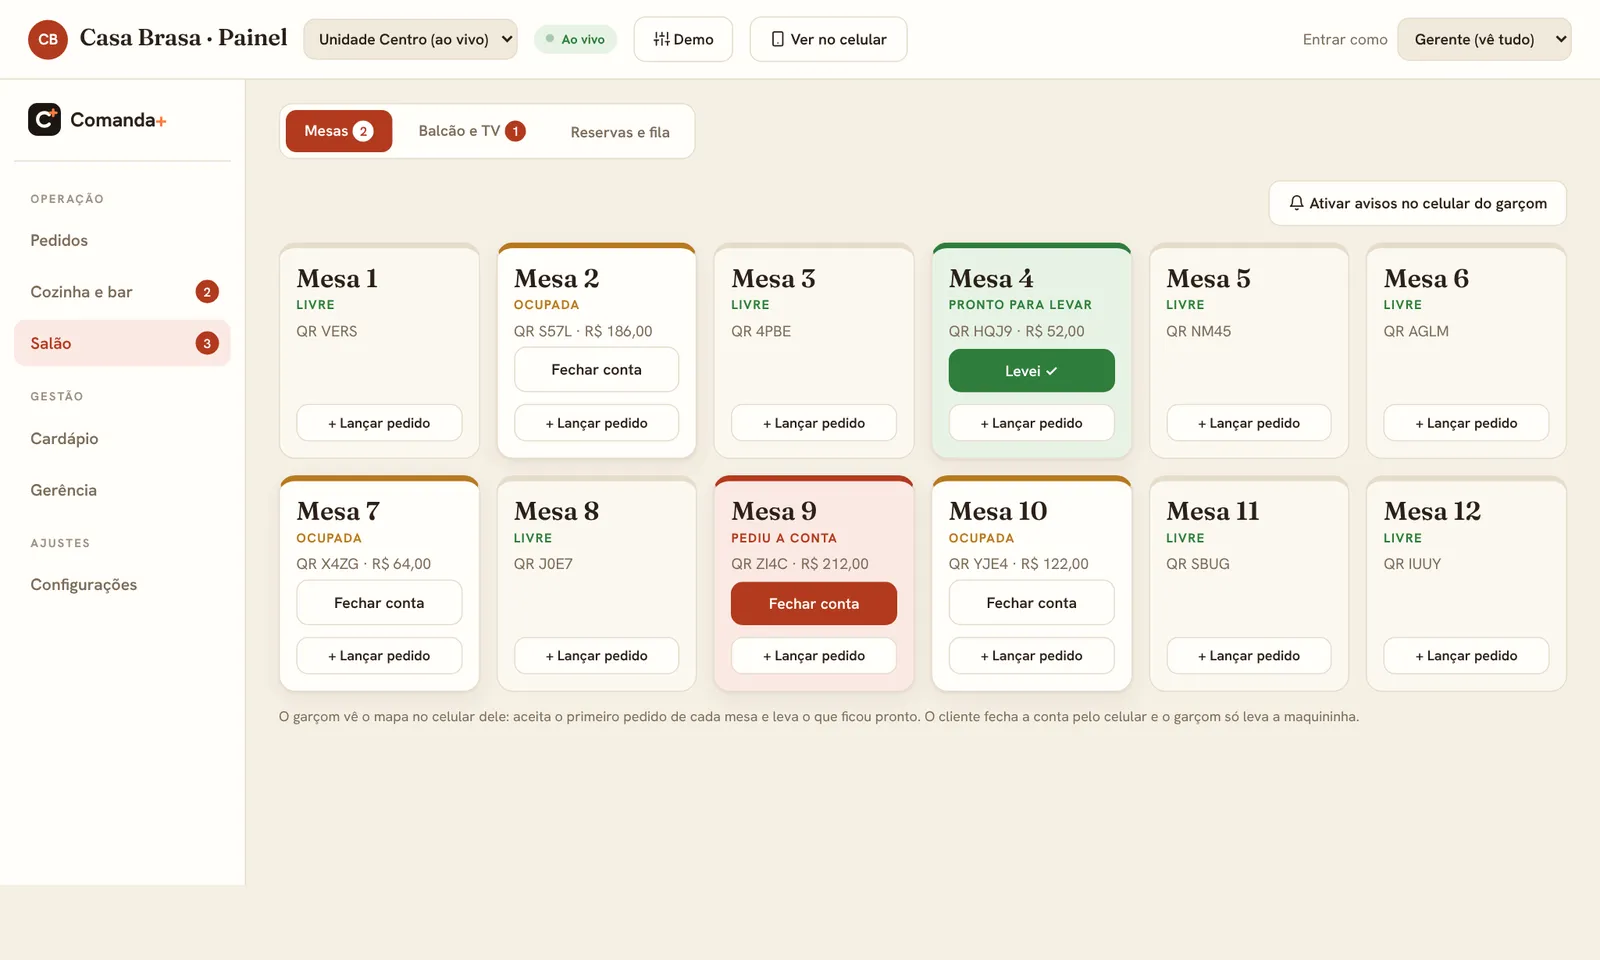 CB Casa Brasa · Painel Unidade Centro (ao vivo) Ao vivo Demo Ver no celular Entrar como Gerente (vê tudo)
C+ Comanda+
OPERAÇÃO
Pedidos
Cozinha e bar 2
Salão 3
GESTÃO
Cardápio
Gerência
AJUSTES
Configurações
Mesas 2 Balcão e TV 1 Reservas e fila
Ativar avisos no celular do garçom
Mesa 1
LIVRE
QR VERS
+ Lançar pedido
Mesa 2
OCUPADA
QR S57L · R$ 186,00
Fechar conta
+ Lançar pedido
Mesa 3
LIVRE
QR 4PBE
+ Lançar pedido
Mesa 4
PRONTO PARA LEVAR
QR HQJ9 · R$ 52,00
Levei ✓
+ Lançar pedido
Mesa 5
LIVRE
QR NM45
+ Lançar pedido
Mesa 6
LIVRE
QR AGLM
+ Lançar pedido
Mesa 7
OCUPADA
QR X4ZG · R$ 64,00
Fechar conta
+ Lançar pedido
Mesa 8
LIVRE
QR J0E7
+ Lançar pedido
Mesa 9
PEDIU A CONTA
QR ZI4C · R$ 212,00
Fechar conta
+ Lançar pedido
Mesa 10
OCUPADA
QR YJE4 · R$ 122,00
Fechar conta
+ Lançar pedido
Mesa 11
LIVRE
QR SBUG
+ Lançar pedido
Mesa 12
LIVRE
QR IUUY
+ Lançar pedido
O garçom vê o mapa no celular dele: aceita o primeiro pedido de cada mesa e leva o que ficou pronto. O cliente fecha a conta pelo celular e o garçom só leva a maquininha.